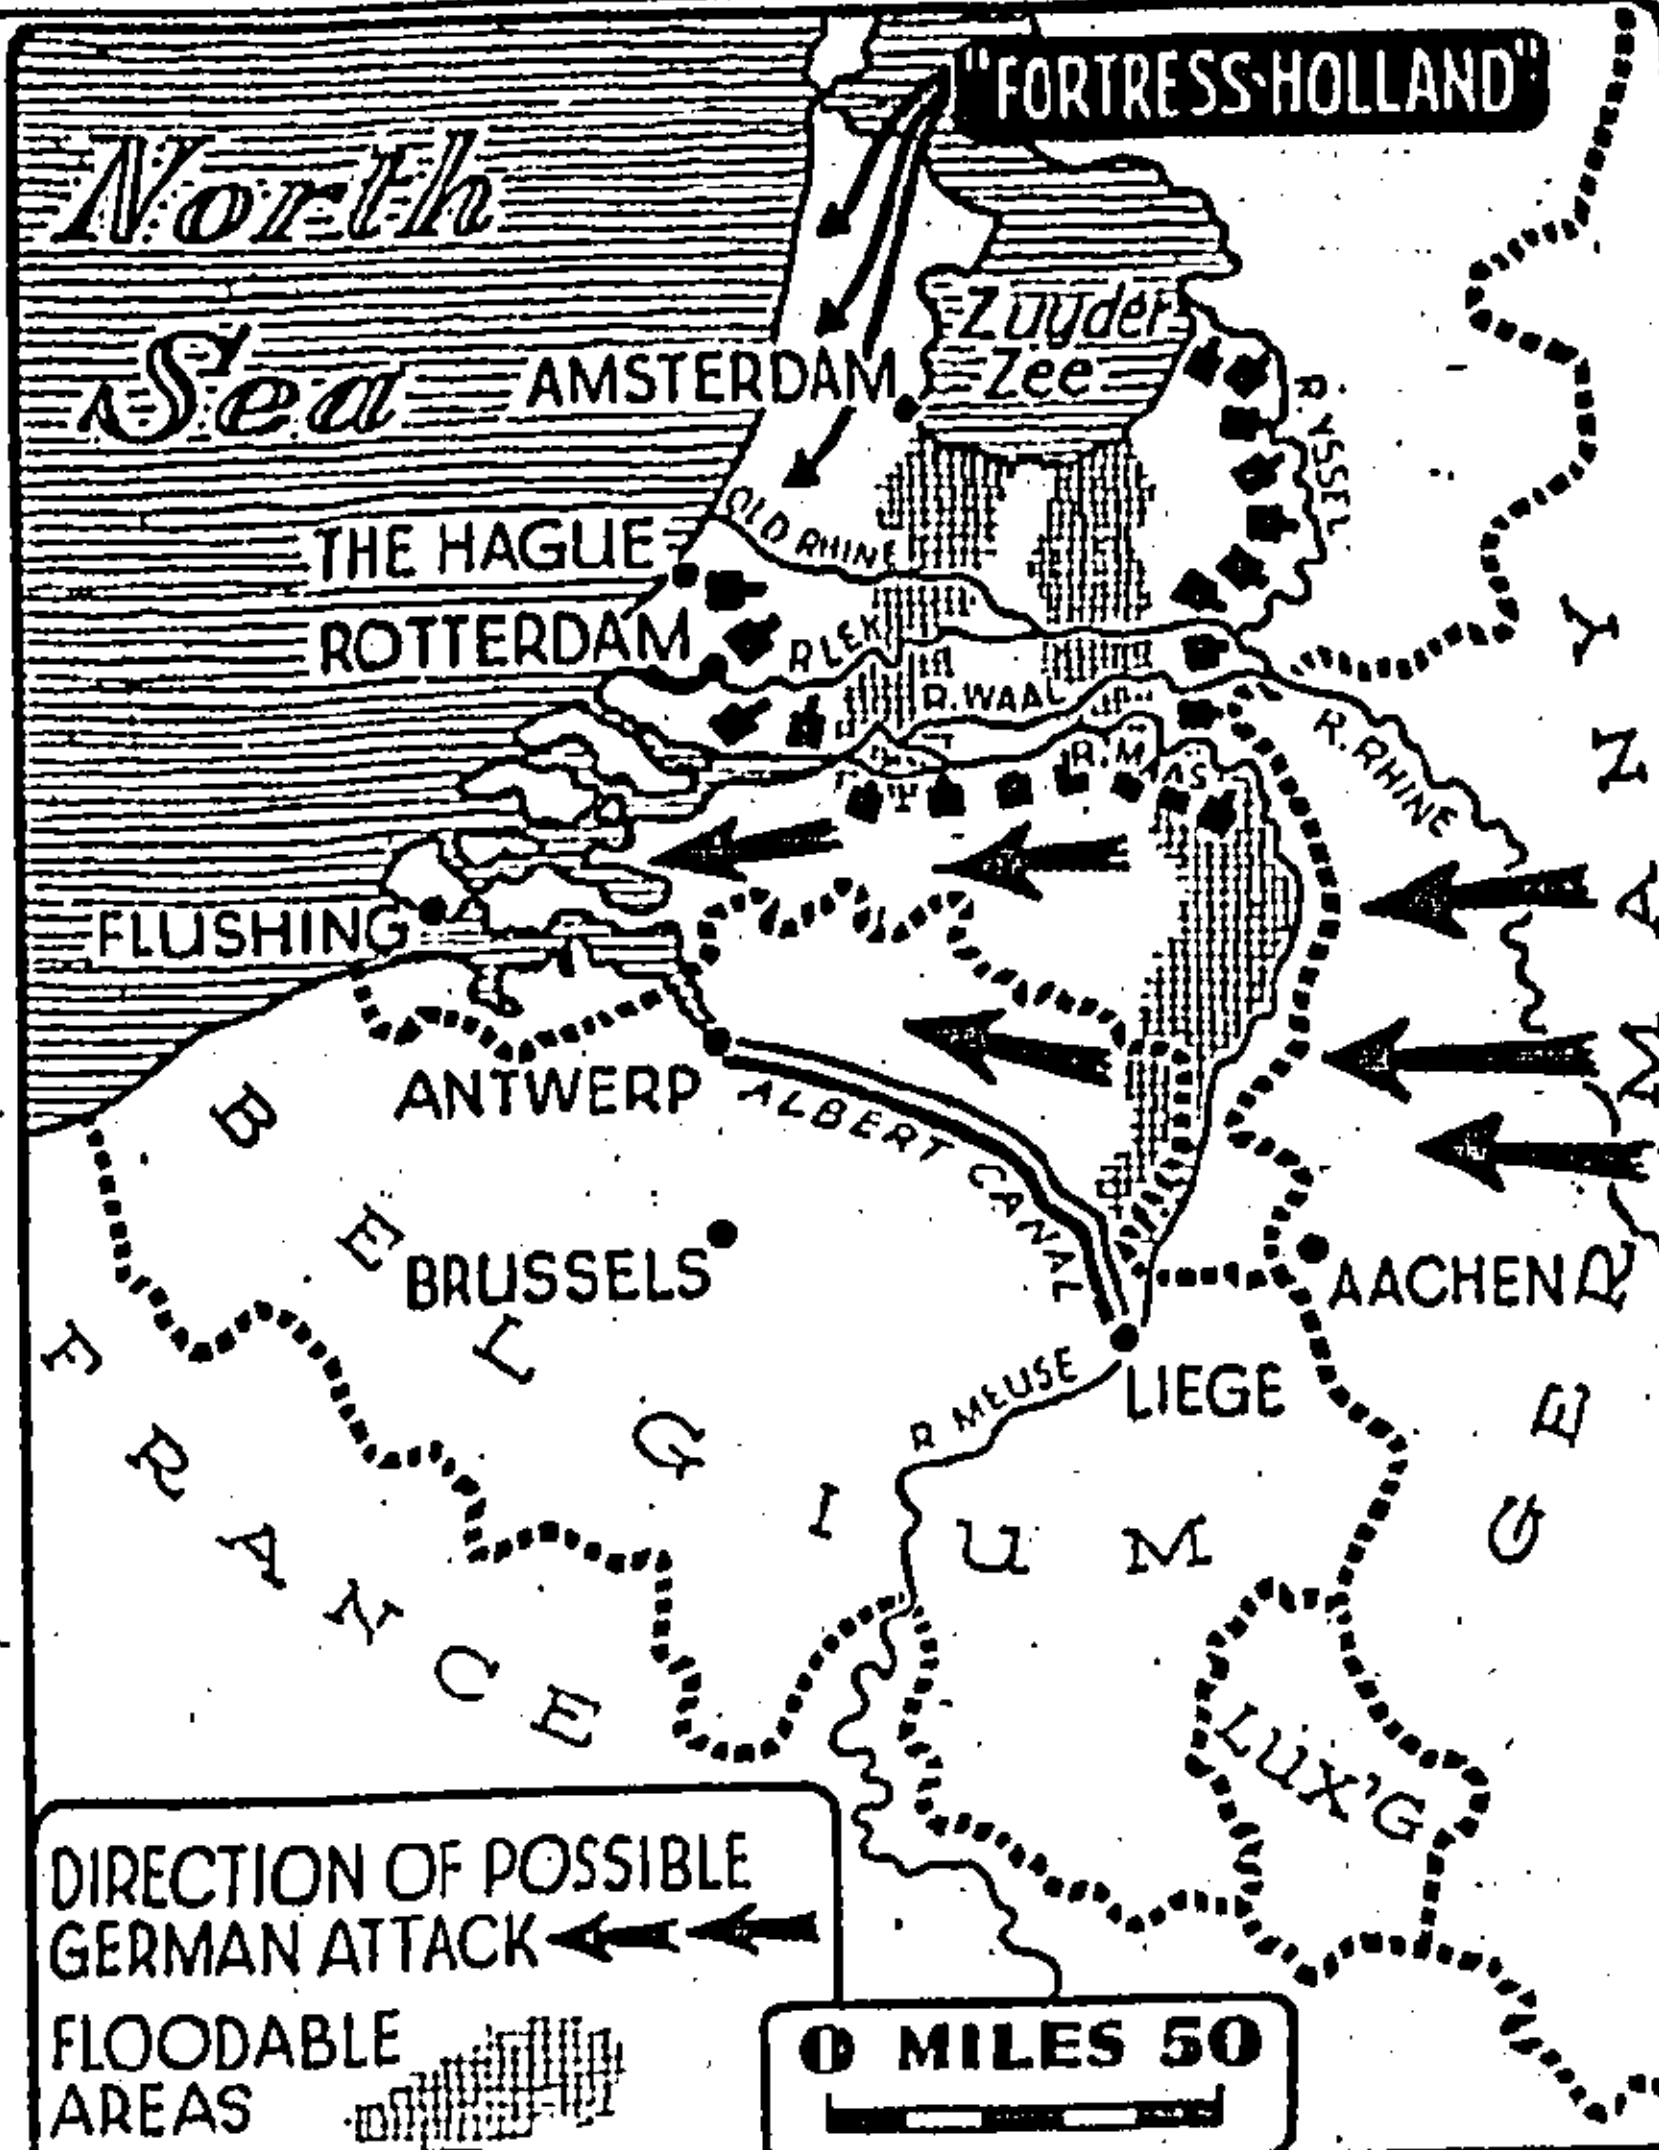 "FORTRESS HOLLAND"
North
Sea
Zuyder
Zee
AMSTERDAM
R. YSSEL
OLD RHINE
THE HAGUE
ROTTERDAM
R LEK
R. WAAL
R. MAAS
R. RHINE
FLUSHING
ANTWERP
ALBERT CANAL
BRUSSELS
AACHEN
LIEGE
R MEUSE
BELGIUM
FRANCE
GERMANY
LUX'G
DIRECTION OF POSSIBLE
GERMAN ATTACK
FLOODABLE
AREAS
0 MILES 50